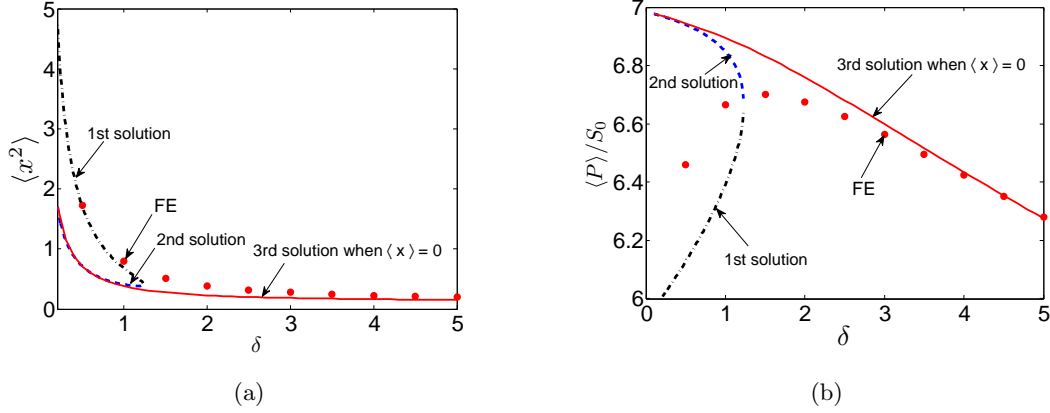 5
4
3
2
1
0
⟨x²⟩
1st solution
FE
2nd solution
3rd solution when ⟨ x ⟩ = 0
1 2 3 4 5
δ
(a)
7
6.8
6.6
6.4
6.2
6
⟨P⟩/S₀
3rd solution when ⟨ x ⟩ = 0
2nd solution
FE
1st solution
0 1 2 3 4 5
δ
(b)